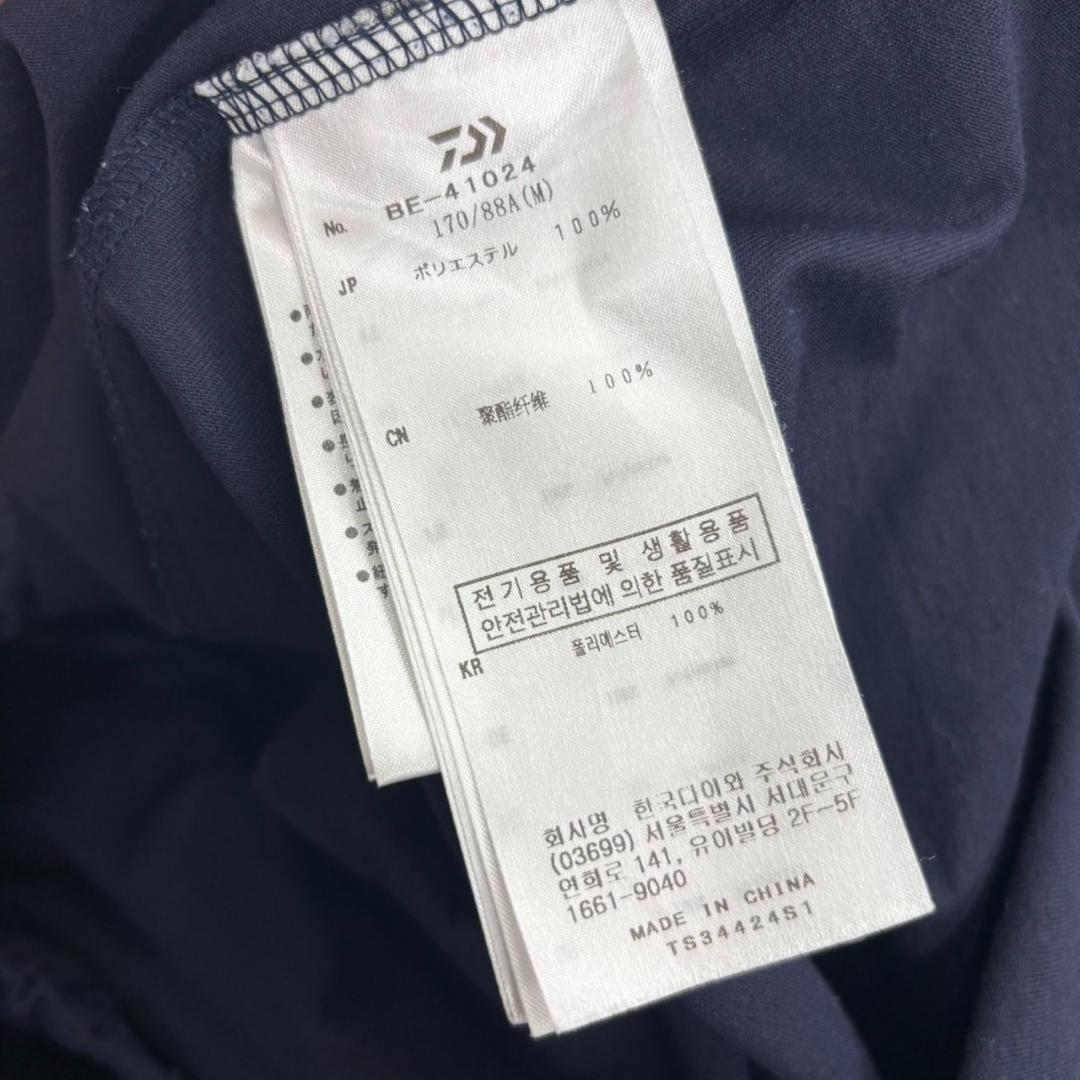 No. BE-41024
170/88A(M)
JP ポリエステル 100%
CN 聚酯纤维 100%
전기용품 및 생활용품
안전관리법에 의한 품질표시
KR 폴리에스터 100%
회사명 한국다이와 주식회사
(03699) 서울특별시 서대문구
연희로 141, 유이빌딩 2F~5F
1661-9040
MADE IN CHINA
TS34424S1